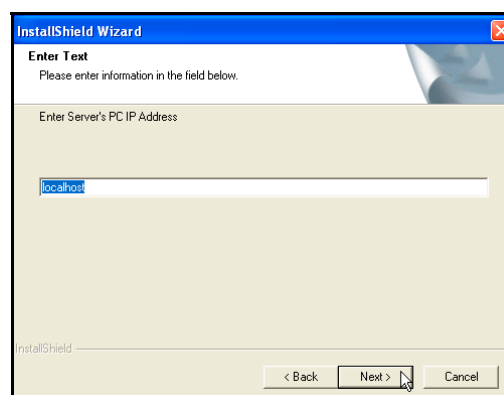 InstallShield Wizard
Enter Text
Please enter information in the field below.
Enter Server's PC IP Address
localhost
InstallShield
< Back Next > Cancel